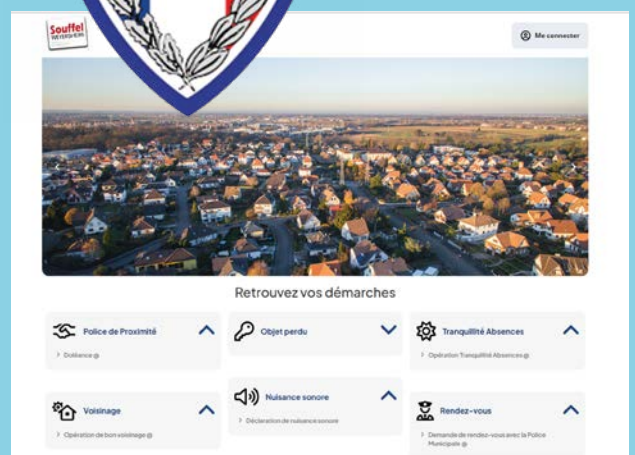 Souffel
WEYERSHEIM
Me connecter
Retrouvez vos démarches
Police de Proximité
> Doléance @
Objet perdu
Tranquillité Absences
> Opération Tranquillité Absences @
Voisinage
> Opération de bon voisinage @
Nuisance sonore
> Déclaration de nuisance sonore
Rendez-vous
> Demande de rendez-vous avec la Police
Municipale @